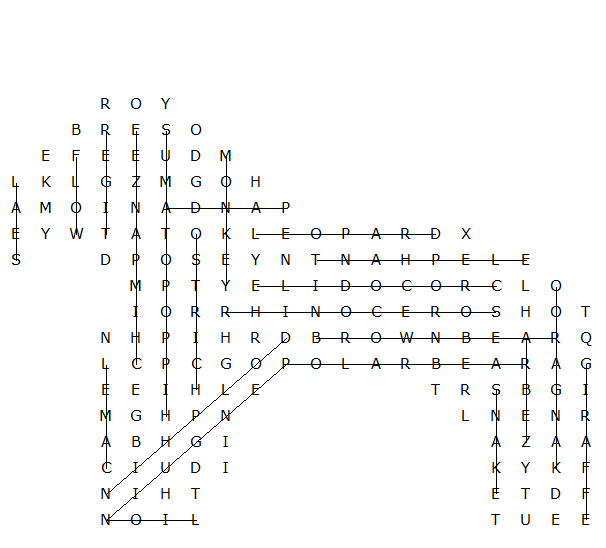 R O Y
B R E S O
E F E E U D M
L K L G Z M G O H
A M O I N A D N A P
E Y W T A T O K L E O P A R D X
S D P O S E Y N T N A H P E L E
M P T Y E L I D O C O R C L O
I O R R H I N O C E R O S H O T
N H P I H R D B R O W N B E A R Q
L C P C G O P O L A R B E A R A G
E E I H L E T R S B G I
M G H P N L N E N R
A B H G I A Z A A
C I U D I K Y K F
N I H T E T D F
N O I L T U E E